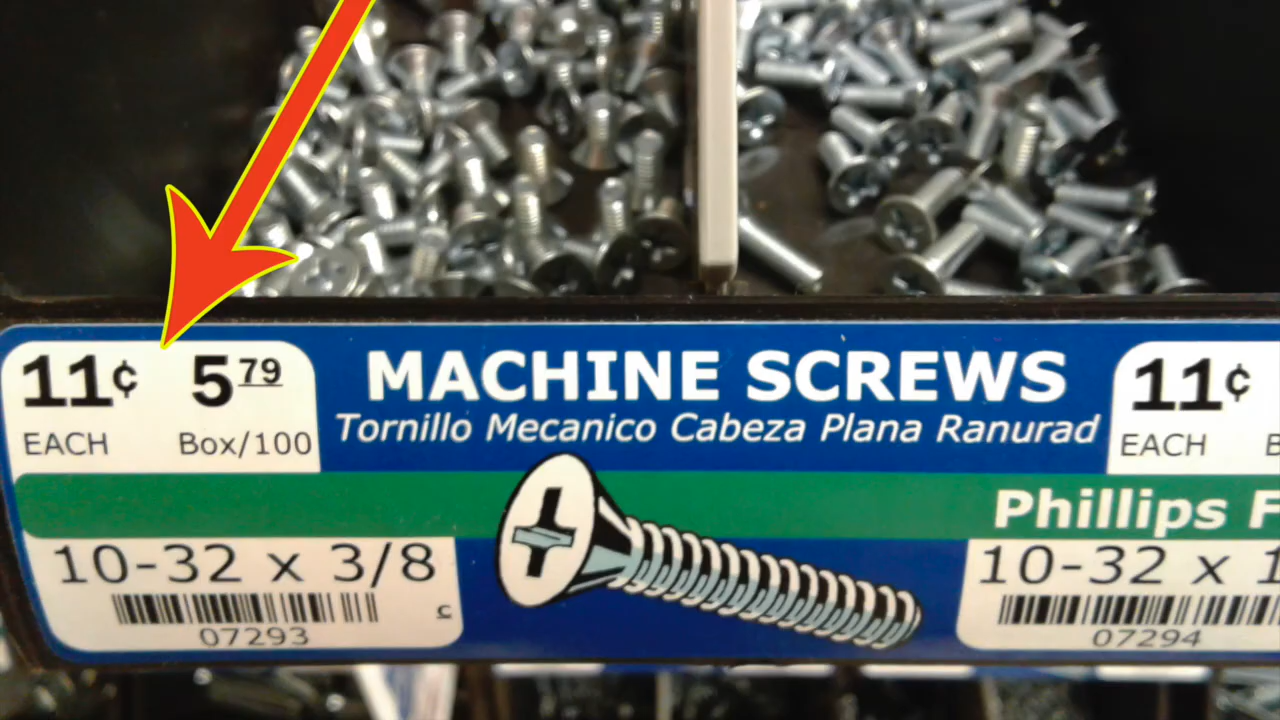 11¢ 5 79
EACH Box/100
MACHINE SCREWS
Tornillo Mecanico Cabeza Plana Ranurad
11¢
EACH B
Phillips F
10-32 x 3/8
07293
c
10-32 x 1
07294